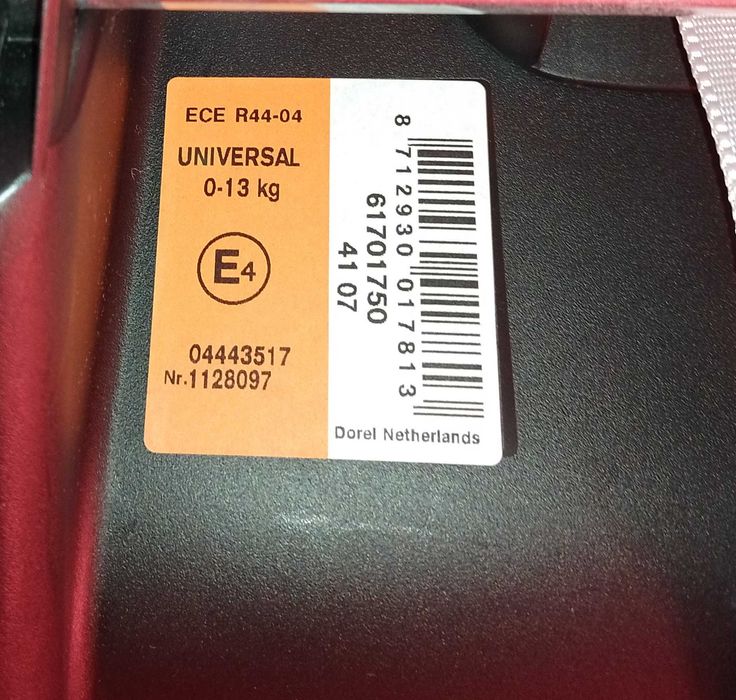 ECE R44-04
UNIVERSAL
0-13 kg
E4
04443517
Nr.1128097
8 712930 017813
61701750
41 07
Dorel Netherlands